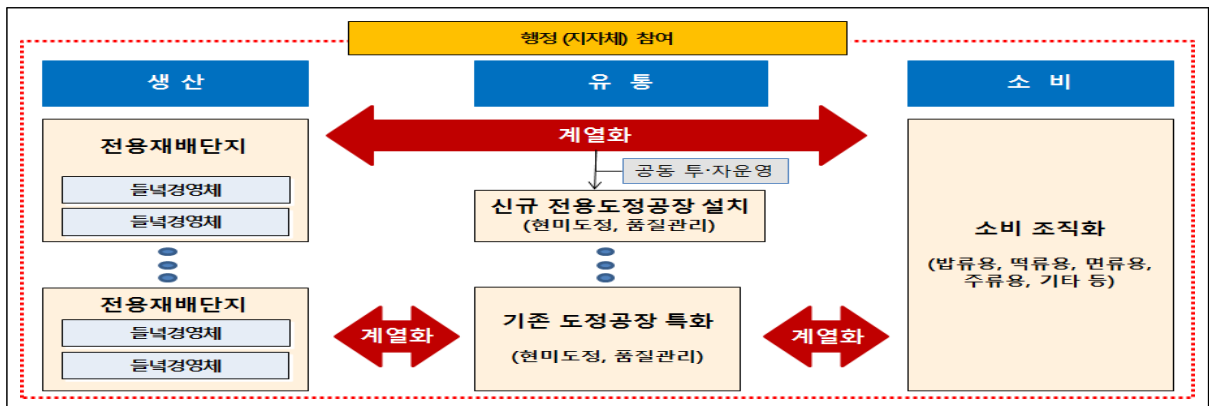 행정(지자체) 참여
생 산
유 통
소 비
전용재배단지
들녘경영체
들녘경영체
계열화
공동 투·자운영
신규 전용도정공장 설치
(현미도정, 품질관리)
소비 조직화
(밥류용, 떡류용, 면류용,
주류용, 기타 등)
전용재배단지
들녘경영체
들녘경영체
계열화
기존 도정공장 특화
(현미도정, 품질관리)
계열화